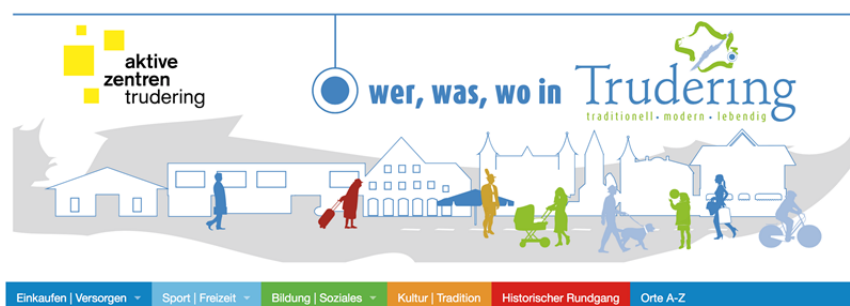 aktive
zentren
trudering
wer, was, wo in Trudering
traditionell • modern • lebendig
Einkaufen | Versorgen Sport | Freizeit Bildung | Soziales Kultur | Tradition Historischer Rundgang Orte A-Z